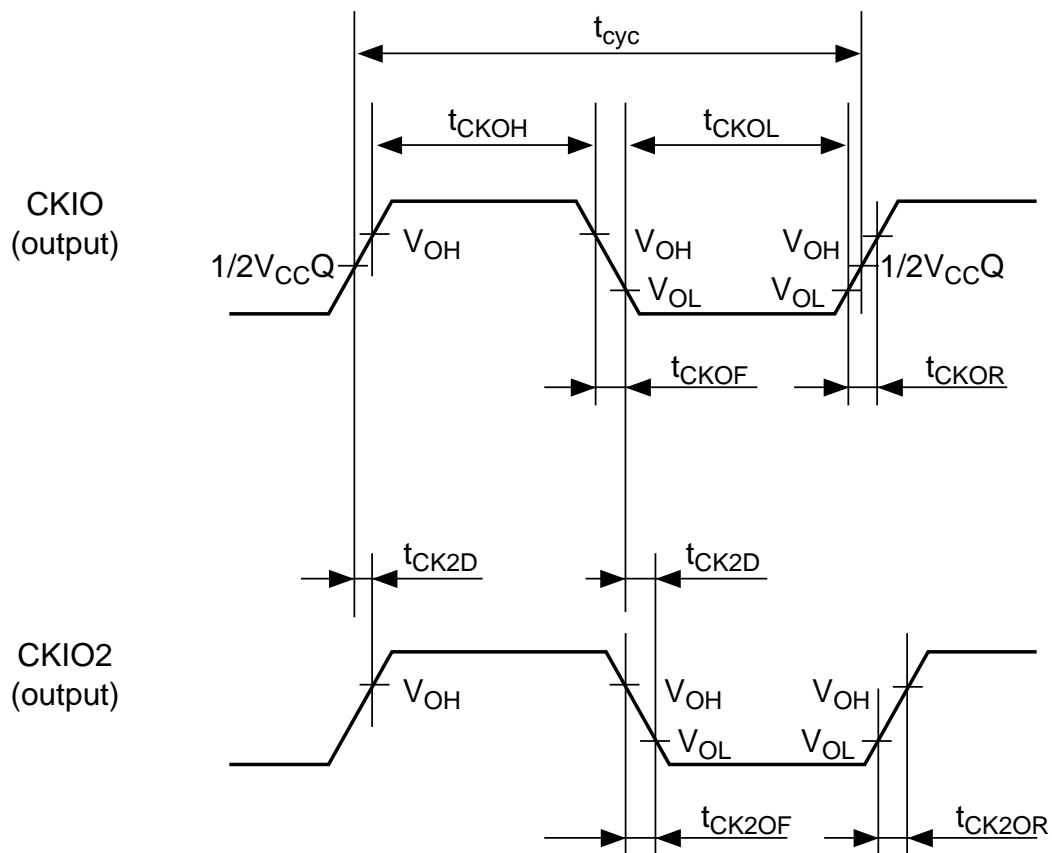 tcyc
tCKOH
tCKOL
CKIO
(output)
VOH
VOH
VOH
1/2VCCQ
1/2VCCQ
VOL
VOL
tCKOF
tCKOR
tCK2D
tCK2D
CKIO2
(output)
VOH
VOH
VOH
VOL
VOL
tCK2OF
tCK2OR